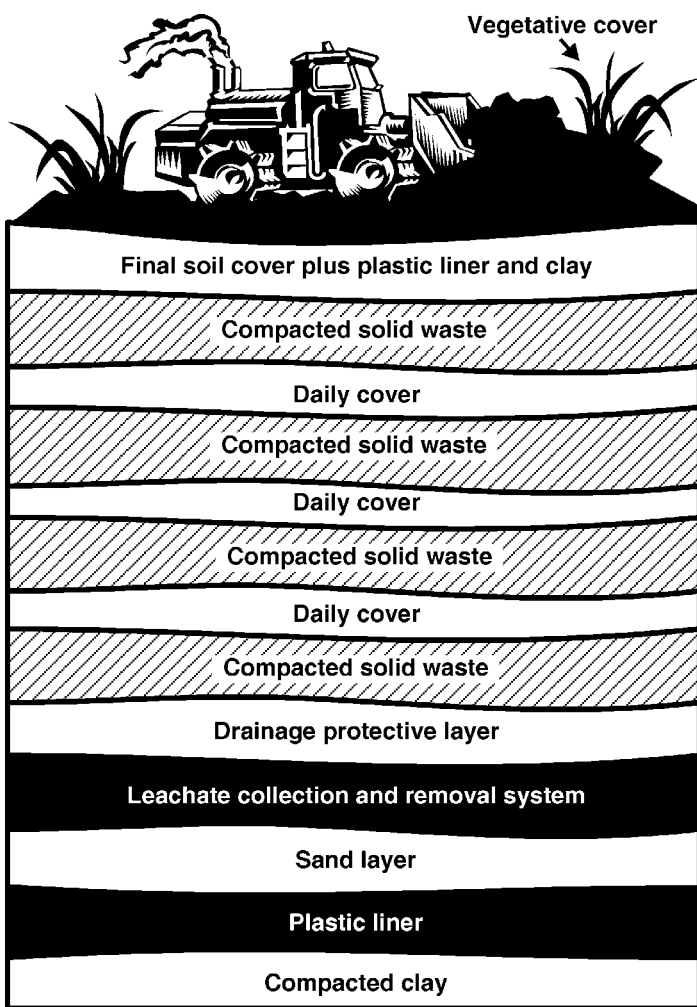 Vegetative cover
Final soil cover plus plastic liner and clay
Compacted solid waste
Daily cover
Compacted solid waste
Daily cover
Compacted solid waste
Daily cover
Compacted solid waste
Drainage protective layer
Leachate collection and removal system
Sand layer
Plastic liner
Compacted clay